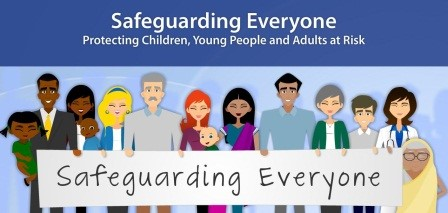 Safeguarding Everyone
Protecting Children, Young People and Adults at Risk
Safeguarding Everyone